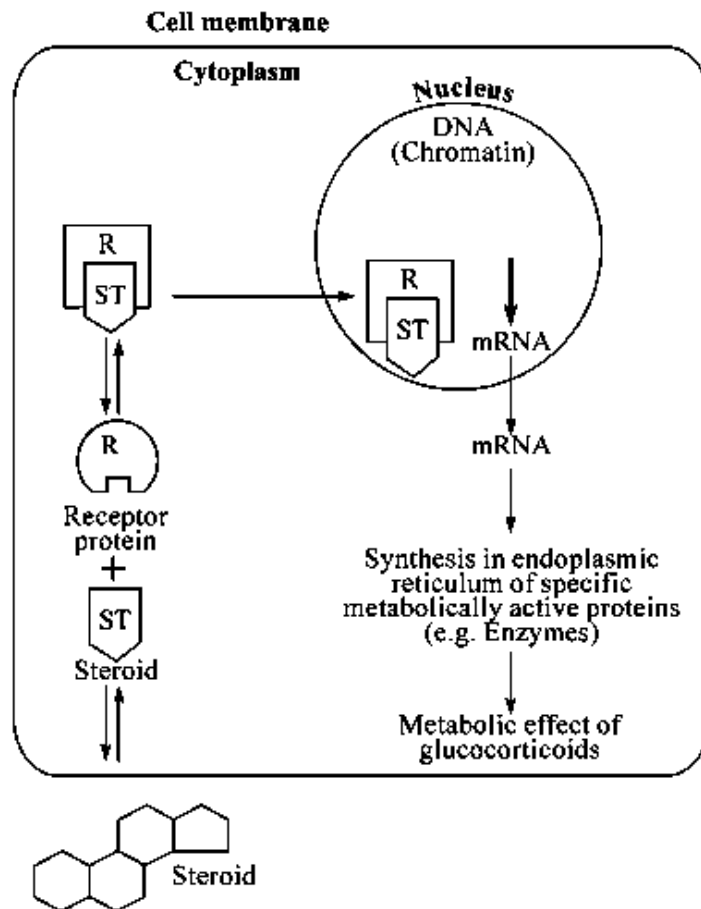 Cell membrane
Cytoplasm
Nucleus
DNA
(Chromatin)
R
ST
R
ST
mRNA
R
mRNA
Receptor
protein
+
ST
Steroid
Synthesis in endoplasmic
reticulum of specific
metabolically active proteins
(e.g. Enzymes)
Metabolic effect of
glucocorticoids
Steroid